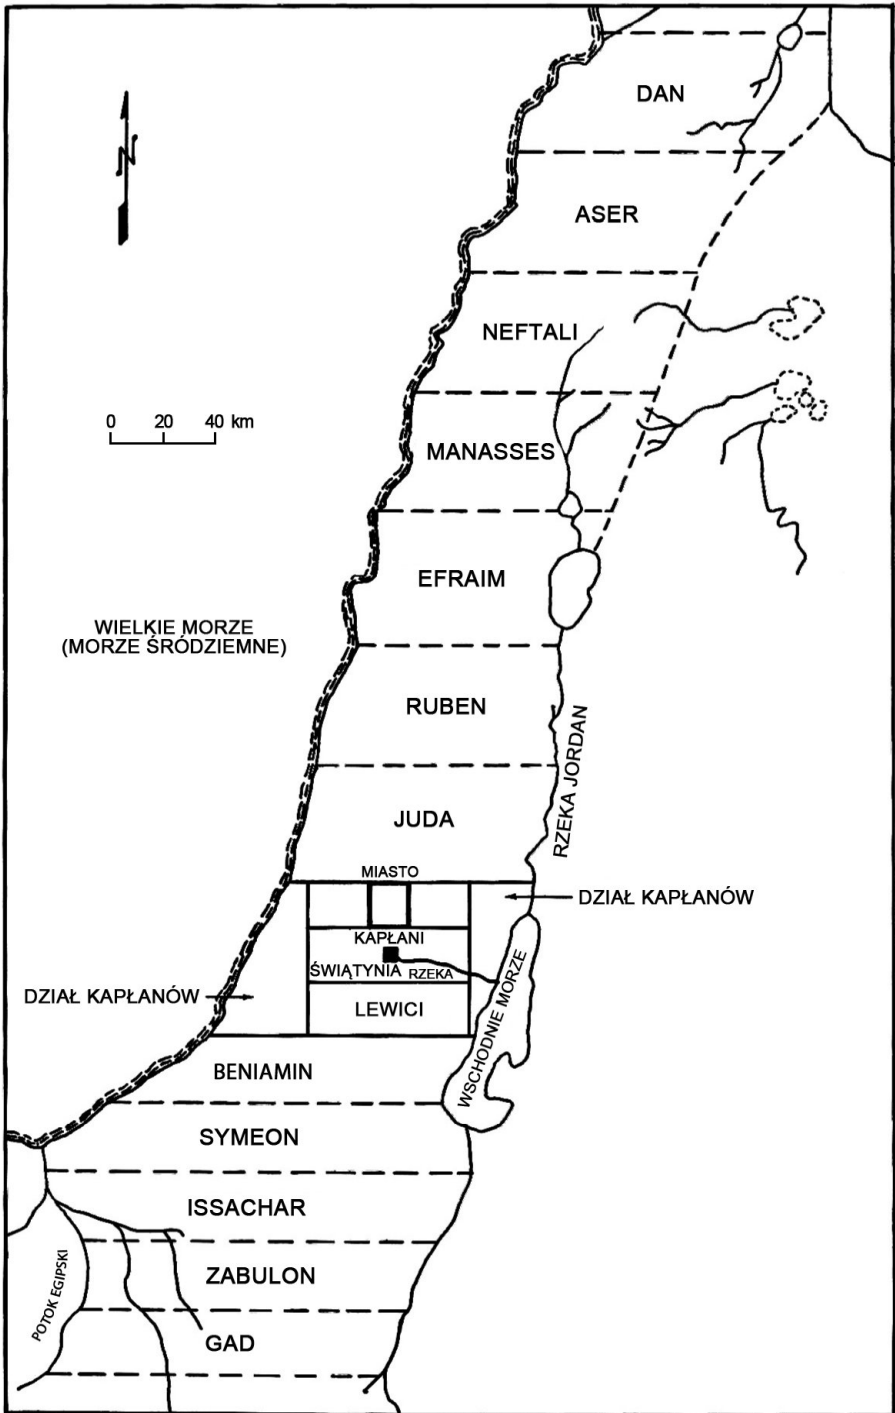 DAN
N
ASER
NEFTALI
0 20 40 km
MANASSES
EFRAIM
WIELKIE MORZE
(MORZE ŚRÓDZIEMNE)
RUBEN
RZEKA JORDAN
JUDA
MIASTO
DZIAŁ KAPŁANÓW
KAPŁANI
ŚWIĄTYNIA RZEKA
DZIAŁ KAPŁANÓW
LEWICI
WSCHODNIE MORZE
BENIAMIN
SYMEON
ISSACHAR
ZABULON
POTOK EGIPSKI
GAD